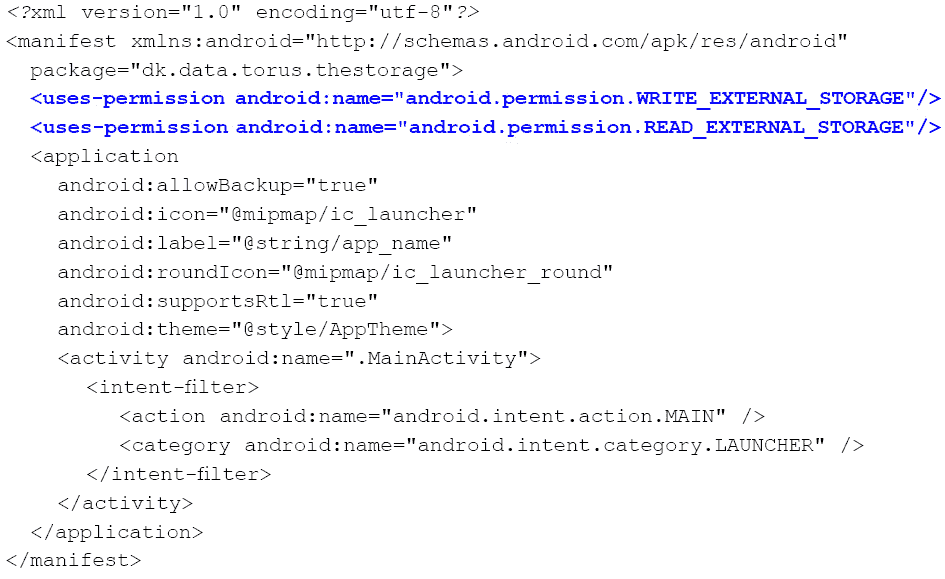 <?xml version="1.0" encoding="utf-8"?>
<manifest xmlns:android="http://schemas.android.com/apk/res/android"
package="dk.data.torus.thestorage">
<uses-permission android:name="android.permission.WRITE_EXTERNAL_STORAGE"/>
<uses-permission android:name="android.permission.READ_EXTERNAL_STORAGE"/>
<application
android:allowBackup="true"
android:icon="@mipmap/ic_launcher"
android:label="@string/app_name"
android:roundIcon="@mipmap/ic_launcher_round"
android:supportsRtl="true"
android:theme="@style/AppTheme">
<activity android:name=".MainActivity">
<intent-filter>
<action android:name="android.intent.action.MAIN" />
<category android:name="android.intent.category.LAUNCHER" />
</intent-filter>
</activity>
</application>
</manifest>